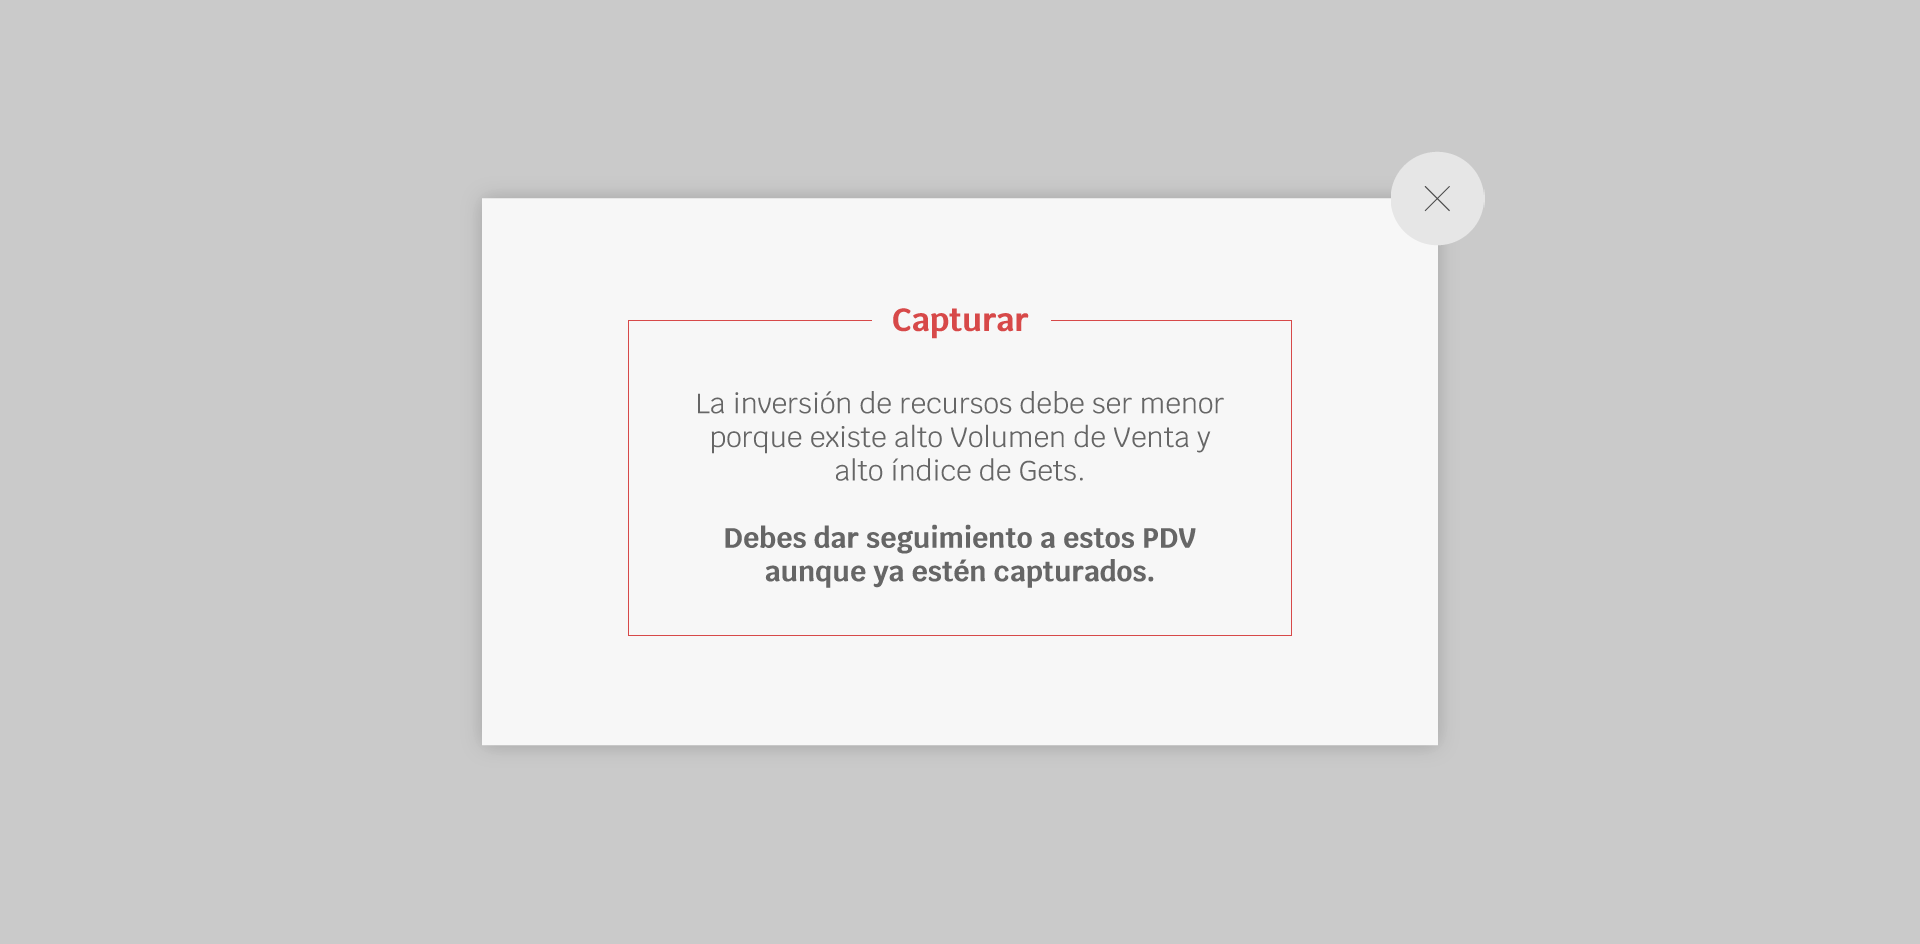 Capturar
La inversión de recursos debe ser menor
porque existe alto Volumen de Venta y
alto índice de Gets.
Debes dar seguimiento a estos PDV
aunque ya estén capturados.